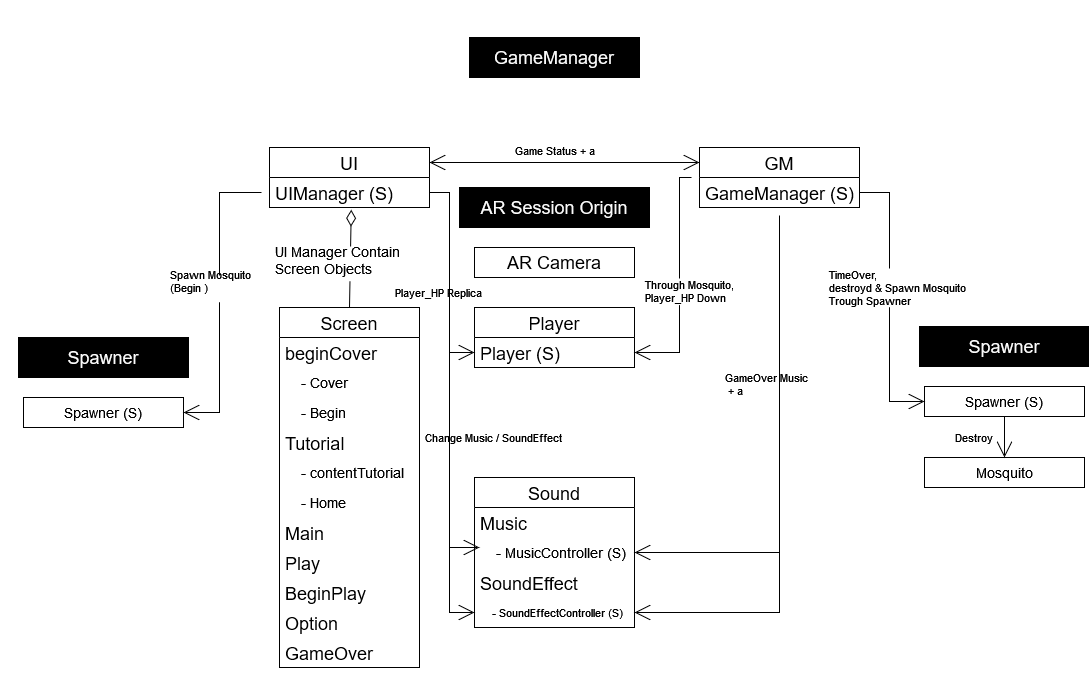 GameManager
UI
UIManager (S)
Game Status + a
GM
GameManager (S)
AR Session Origin
AR Camera
UI Manager Contain
Screen Objects
Spawn Mosquito
(Begin )
Player_HP Replica
Through Mosquito,
Player_HP Down
TimeOver,
destroyd & Spawn Mosquito
Trough Spawner
Player
Player (S)
Spawner
Spawner (S)
Screen
beginCover
- Cover
- Begin
Tutorial
- contentTutorial
- Home
Main
Play
BeginPlay
Option
GameOver
Change Music / SoundEffect
GameOver Music
+ a
Sound
Music
- MusicController (S)
SoundEffect
- SoundEffectController (S)
Spawner
Spawner (S)
Destroy
Mosquito